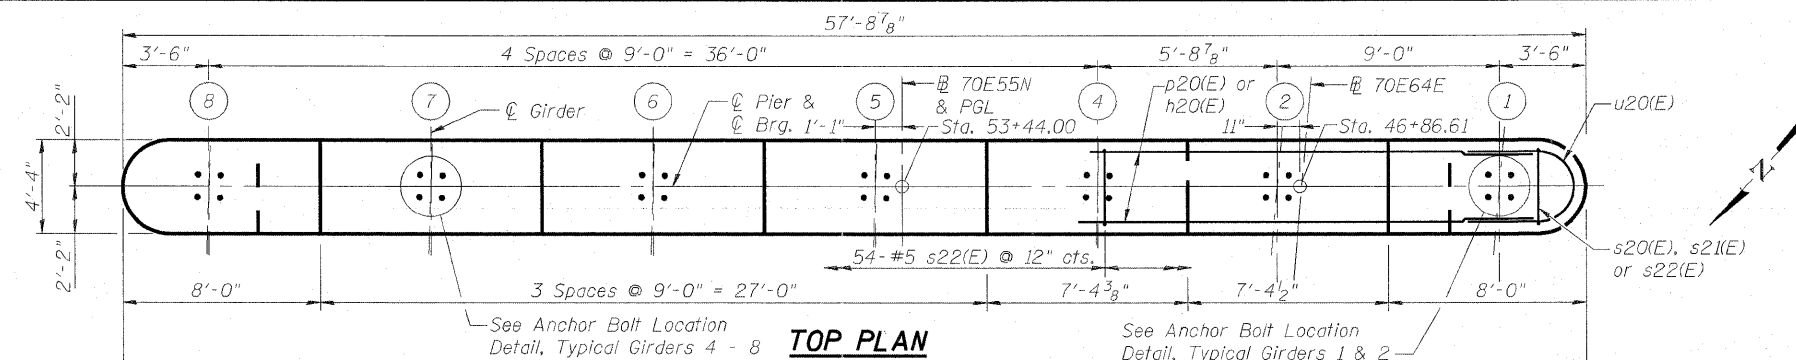 57'-8⅞"
3'-6"
4 Spaces @ 9'-0" = 36'-0"
5'-8⅞"
9'-0"
3'-6"
8
7
6
5
4
2
1
℄ Girder
℄ Pier &
℄ Brg.
1'-1"
70E55N
& PGL
Sta. 53+44.00
p20(E) or
h20(E)
11"
70E64E
Sta. 46+86.61
u20(E)
2'-2"
4'-4"
2'-2"
N
54-#5 s22(E) @ 12" cts.
s20(E), s21(E)
or s22(E)
8'-0"
3 Spaces @ 9'-0" = 27'-0"
7'-4⅜"
7'-4½"
8'-0"
See Anchor Bolt Location
Detail, Typical Girders 4 - 8
TOP PLAN
See Anchor Bolt Location
Detail, Typical Girders 1 & 2